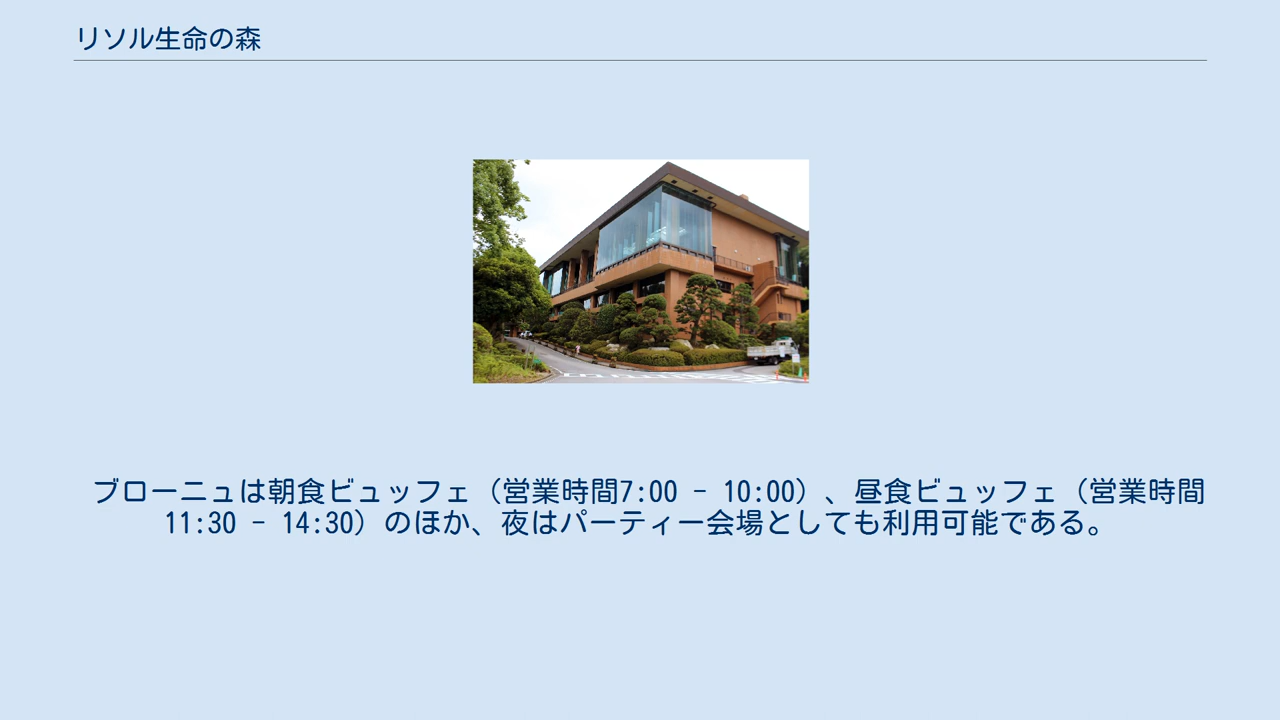 リソル生命の森
ブローニュは朝食ビュッフェ（営業時間7:00 - 10:00）、昼食ビュッフェ（営業時間
11:30 - 14:30）のほか、夜はパーティー会場としても利用可能である。